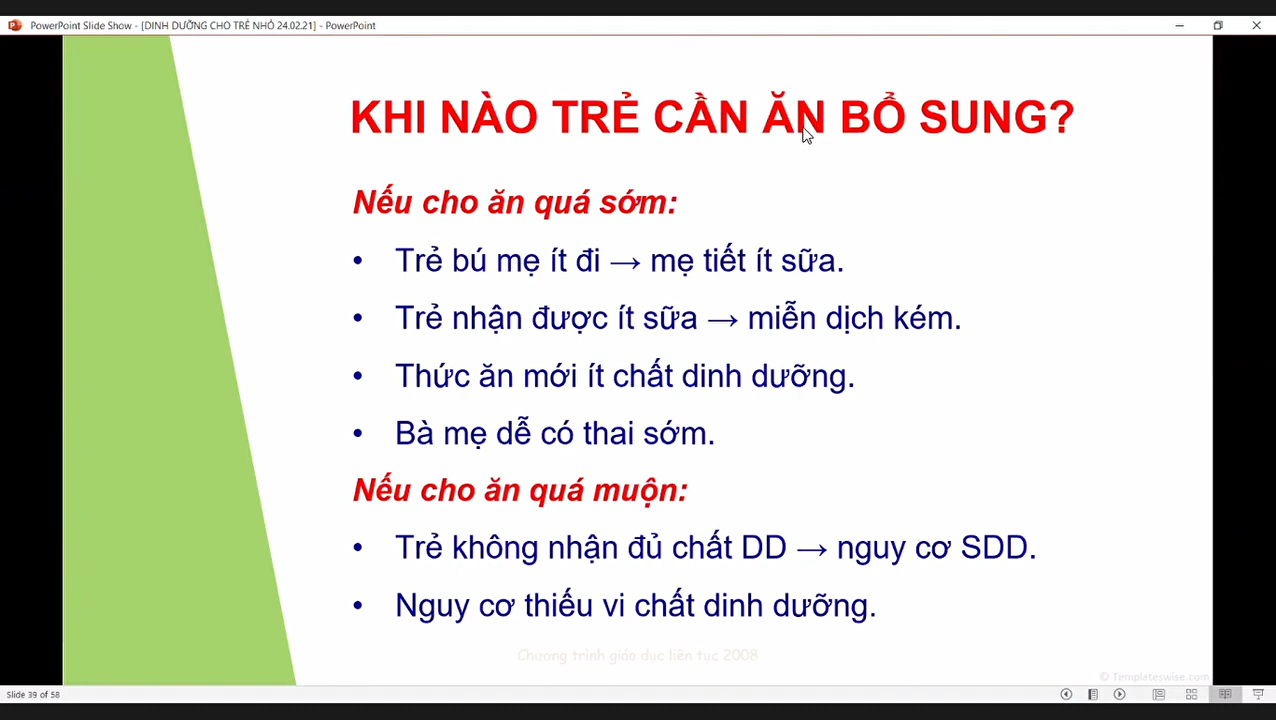 PowerPoint Slide Show - [DINH DƯỠNG CHO TRẺ NHỎ 24.02.21] - PowerPoint
KHI NÀO TRẺ CẦN ĂN BỔ SUNG?
Nếu cho ăn quá sớm:
• Trẻ bú mẹ ít đi → mẹ tiết ít sữa.
• Trẻ nhận được ít sữa → miễn dịch kém.
• Thức ăn mới ít chất dinh dưỡng.
• Bà mẹ dễ có thai sớm.
Nếu cho ăn quá muộn:
• Trẻ không nhận đủ chất DD → nguy cơ SDD.
• Nguy cơ thiếu vi chất dinh dưỡng.
Chương trình giáo dục liên tục 2008
© Templateswise.com
Slide 39 of 58